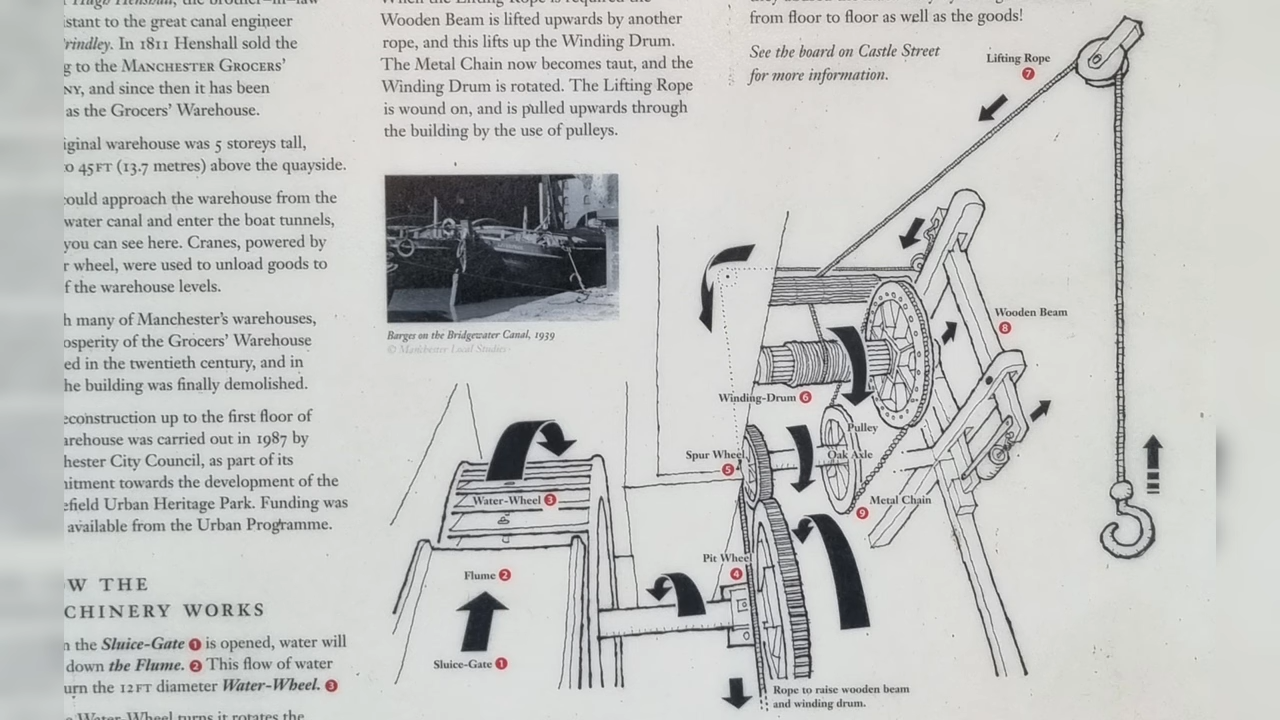 istant to the great canal engineer
Brindley. In 1811 Henshall sold the
g to the MANCHESTER GROCERS'
NY, and since then it has been
as the Grocers' Warehouse.
iginal warehouse was 5 storeys tall,
o 45FT (13.7 metres) above the quayside.
ould approach the warehouse from the
water canal and enter the boat tunnels,
you can see here. Cranes, powered by
r wheel, were used to unload goods to
f the warehouse levels.
h many of Manchester's warehouses,
osperity of the Grocers' Warehouse
ed in the twentieth century, and in
he building was finally demolished.
econstruction up to the first floor of
arehouse was carried out in 1987 by
hester City Council, as part of its
itment towards the development of the
efield Urban Heritage Park. Funding was
available from the Urban Programme.
W THE
CHINERY WORKS
n the Sluice-Gate 1 is opened, water will
down the Flume. 2 This flow of water
urn the 12FT diameter Water-Wheel. 3
Water-Wheel turns it rotates the
Wooden Beam is lifted upwards by another
rope, and this lifts up the Winding Drum.
The Metal Chain now becomes taut, and the
Winding Drum is rotated. The Lifting Rope
is wound on, and is pulled upwards through
the building by the use of pulleys.
Barges on the Bridgewater Canal, 1939
© Manchester Local Studies
from floor to floor as well as the goods!
See the board on Castle Street
for more information.
Lifting Rope
7
Wooden Beam
8
Winding-Drum 6
Pulley
Spur Wheel
5
Oak Axle
Metal Chain
9
Water-Wheel 3
Pit Wheel
4
Flume 2
Sluice-Gate 1
Rope to raise wooden beam
and winding drum.